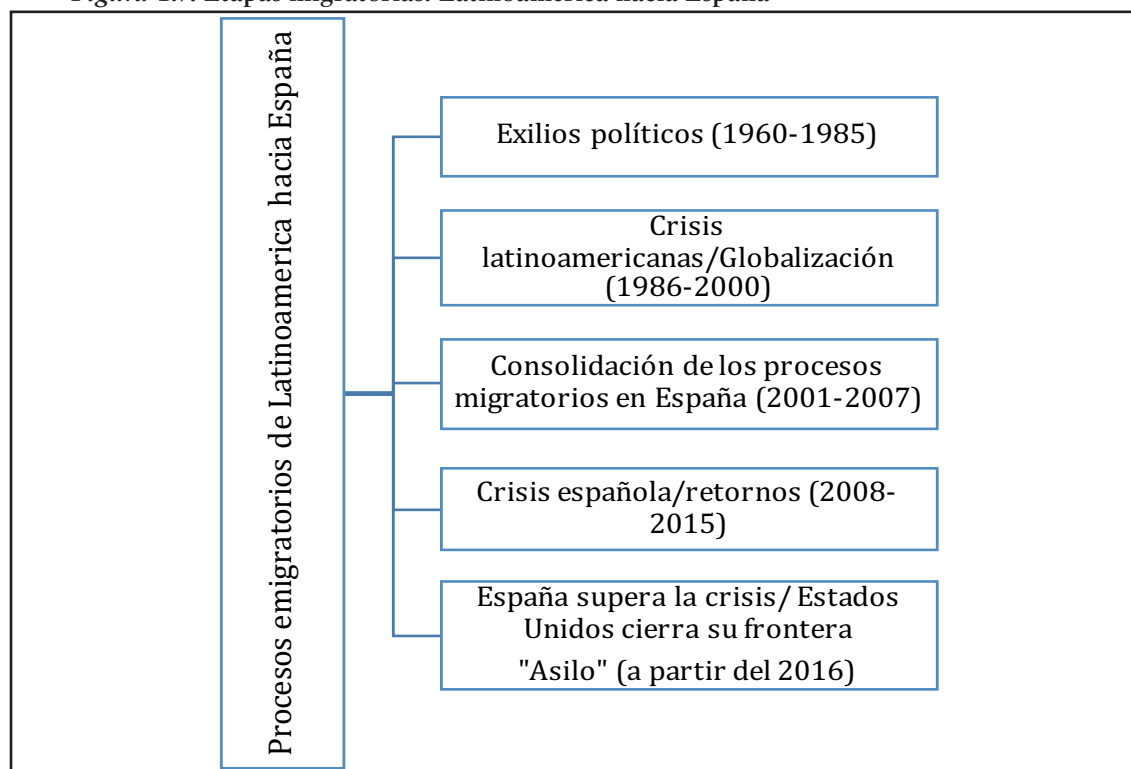 Figura 1.7. Etapas migratorias: Latinoamérica hacia España
Procesos emigratorios de Latinoamerica hacia España
Exilios políticos (1960-1985)
Crisis
latinoamericanas/Globalización
(1986-2000)
Consolidación de los procesos
migratorios en España (2001-2007)
Crisis española/retornos (2008-
2015)
España supera la crisis/ Estados
Unidos cierra su frontera
"Asilo" (a partir del 2016)